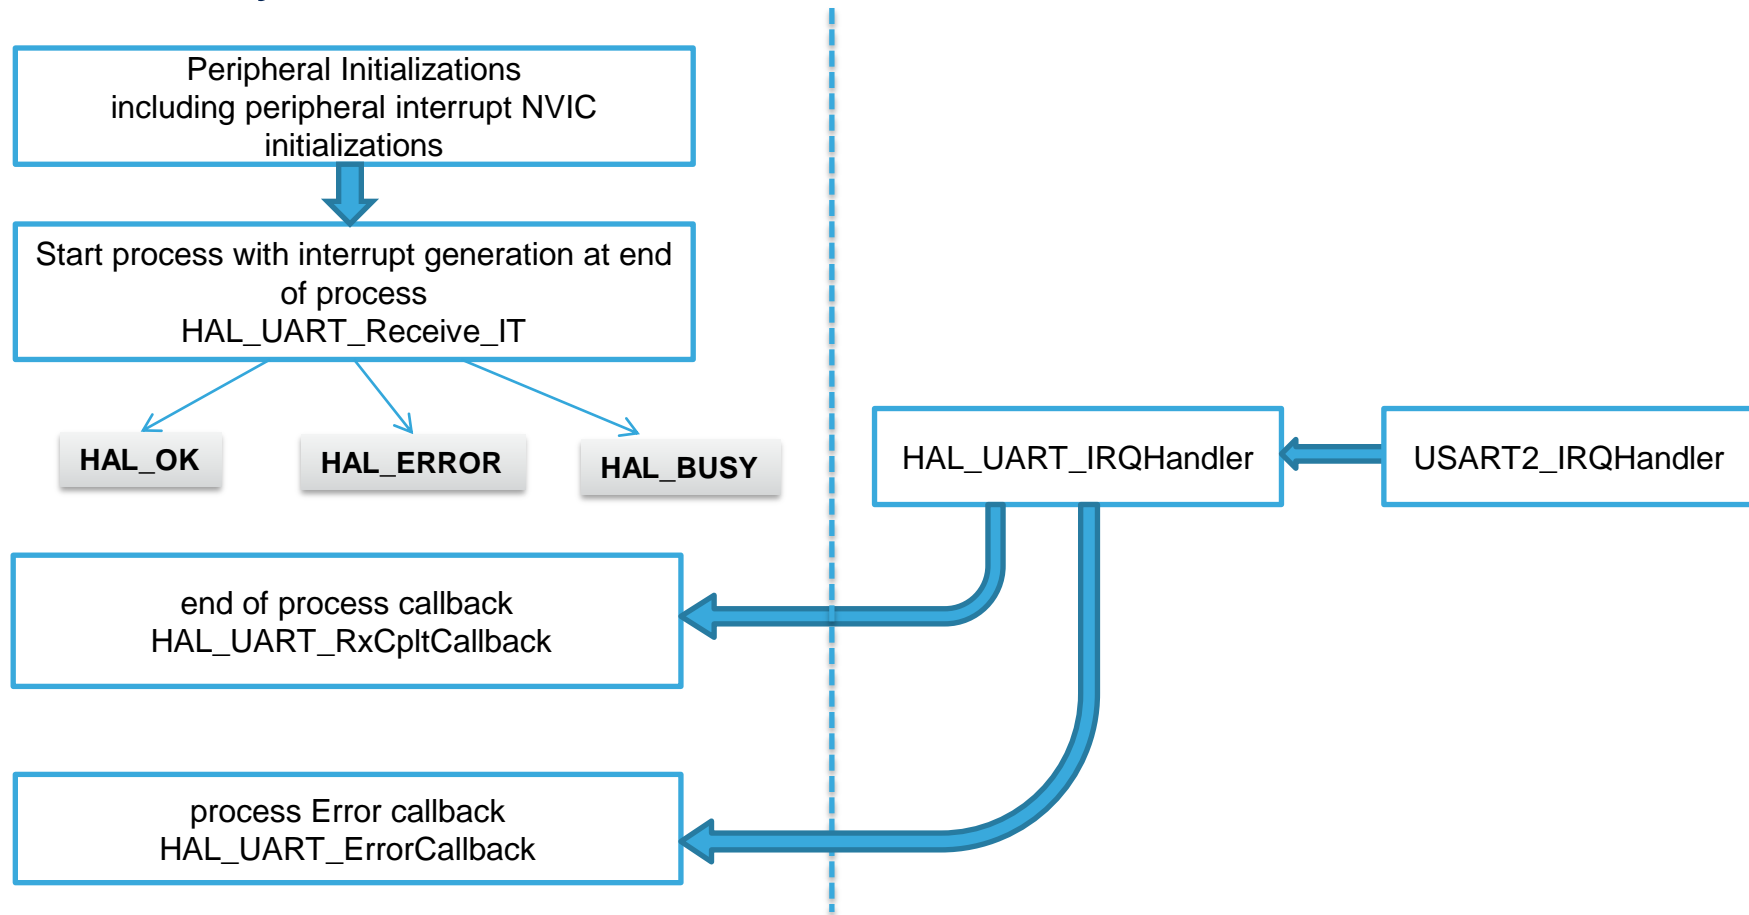 Peripheral Initializations
including peripheral interrupt NVIC
initializations
Start process with interrupt generation at end
of process
HAL_UART_Receive_IT
HAL_OK
HAL_ERROR
HAL_BUSY
HAL_UART_IRQHandler
USART2_IRQHandler
end of process callback
HAL_UART_RxCpltCallback
process Error callback
HAL_UART_ErrorCallback